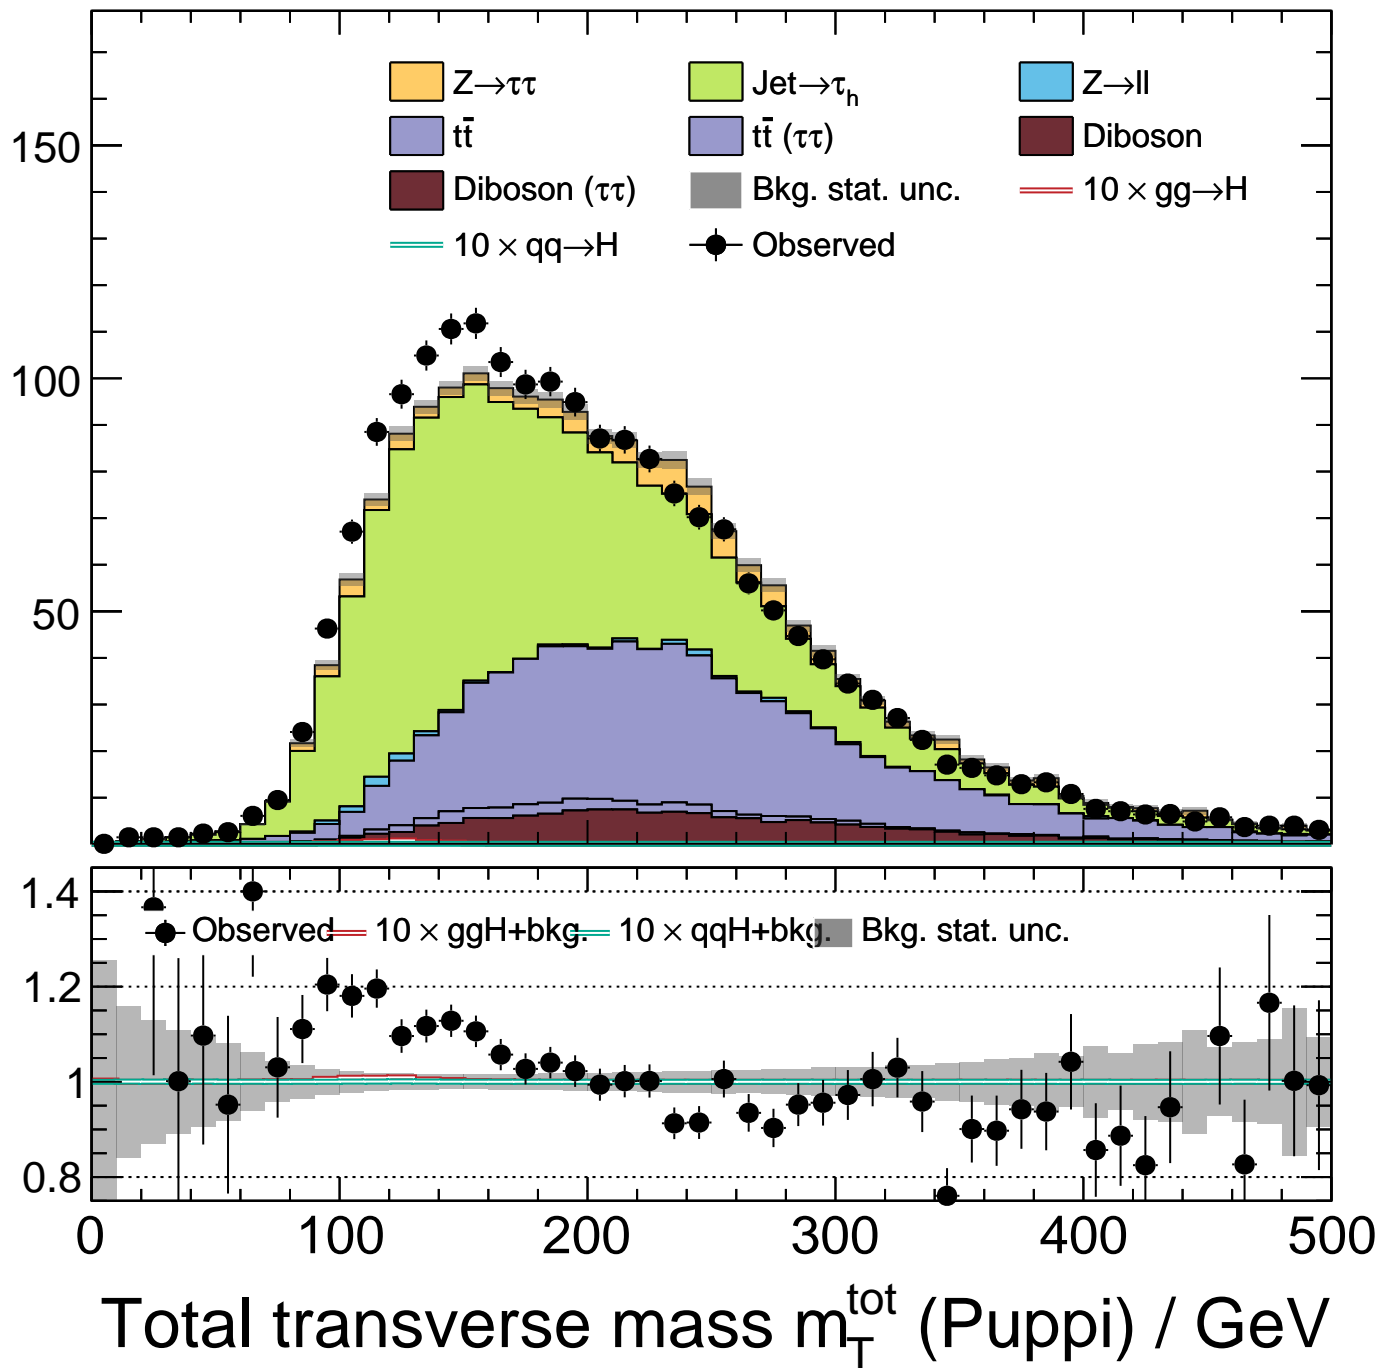 Z→ττ Jet→τh Z→ll
tt̄ tt̄ (ττ) Diboson
Diboson (ττ) Bkg. stat. unc. 10 × gg→H
10 × qq→H Observed
150
100
50
1.4
Observed 10 × ggH+bkg. 10 × qqH+bkg. Bkg. stat. unc.
1.2
1
0.8
0 100 200 300 400 500
Total transverse mass m_T^tot (Puppi) / GeV